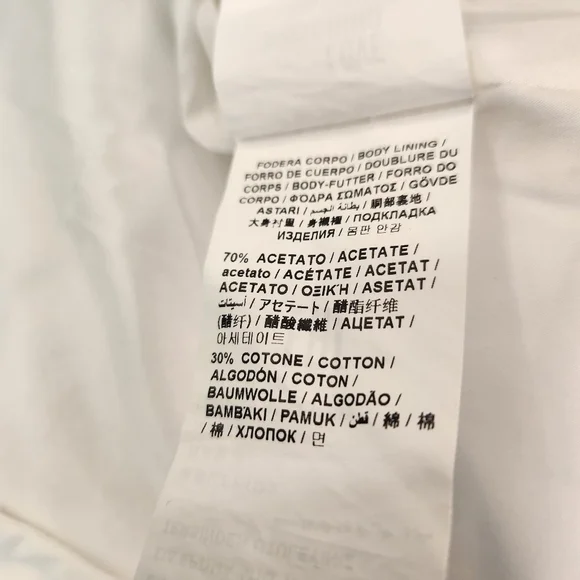 FODERA CORPO / BODY LINING /
FORRO DE CUERPO / DOUBLURE DU
CORPS / BODY-FUTTER / FORRO DO
CORPO / ΦΟΔΡΑ ΣΩΜΑΤΟΣ / GÖVDE
ASTARI / بطانة الجسم / 胴部裏地 /
大身衬里 / 身襯裡 / ПОДКЛАДКА
ИЗДЕЛИЯ / 몸판 안감
70% ACETATO / ACETATE /
acetato / ACÉTATE / ACETAT /
ACETATO / ΟΞΙΚΉ / ASETAT /
أسيتات / アセテート / 醋酯纤维
(醋纤) / 醋酸纖維 / АЦЕТАТ /
아세테이트
30% COTONE / COTTON /
ALGODÓN / COTON /
BAUMWOLLE / ALGODÃO /
ΒΑΜΒΆΚΙ / PAMUK / قطن / 綿 / 棉
/ 棉 / ХЛОПОК / 면